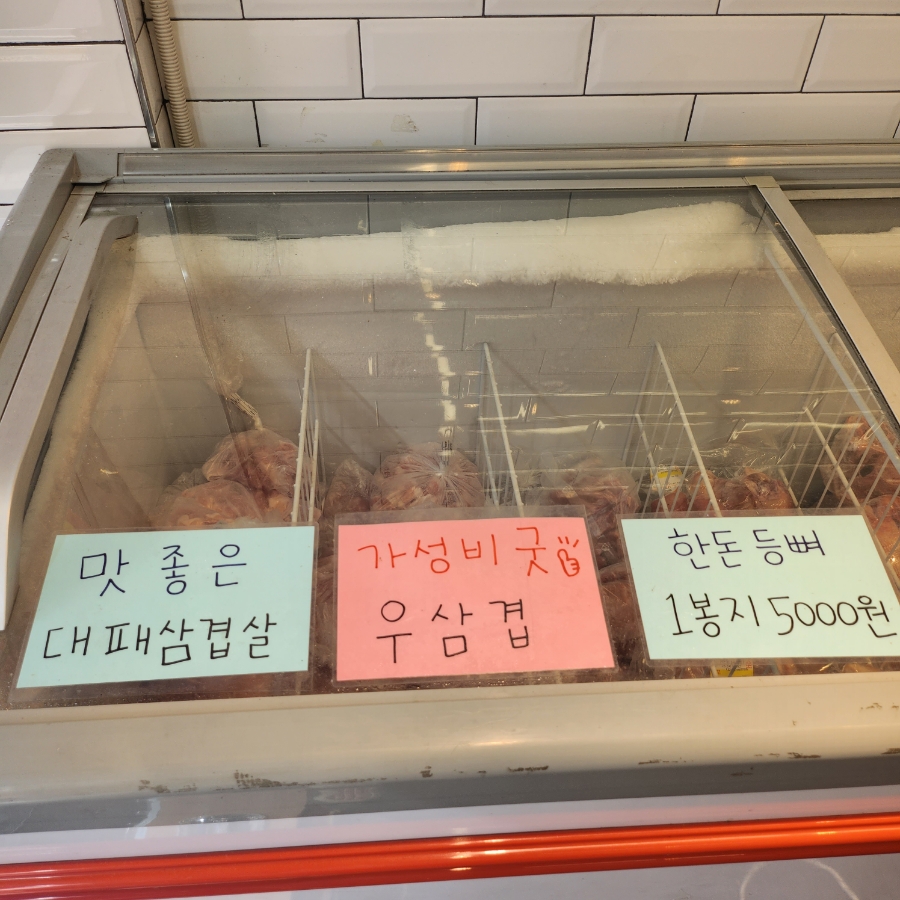 맛 좋은
대패삼겹살
가성비 굿
우삼겹
한돈 등뼈
1봉지 5000원